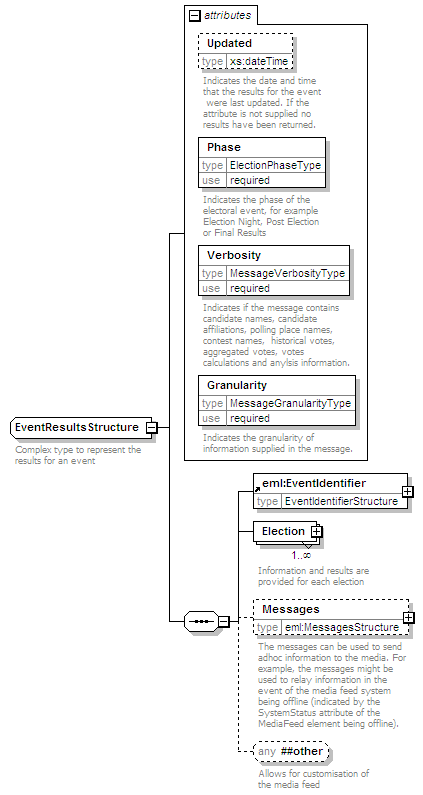 attributes
Updated
type xs:dateTime
Indicates the date and time
that the results for the event
were last updated. If the
attribute is not supplied no
results have been returned.
Phase
type ElectionPhaseType
use required
Indicates the phase of the
electoral event, for example
Election Night, Post Election
or Final Results
Verbosity
type MessageVerbosityType
use required
Indicates if the message contains
candidate names, candidate
affiliations, polling place names,
contest names, historical votes,
aggregated votes, votes
calculations and anylsis information.
Granularity
type MessageGranularityType
use required
Indicates the granularity of
information supplied in the message.
EventResultsStructure
Complex type to represent the
results for an event
eml:EventIdentifier
type EventIdentifierStructure
Election
1..∞
Information and results are
provided for each election
Messages
type eml:MessagesStructure
The messages can be used to send
adhoc information to the media. For
example, the messages might be
used to relay information in the
event of the media feed system
being offline (indicated by the
SystemStatus attribute of the
MediaFeed element being offline).
any ##other
Allows for customisation of
the media feed